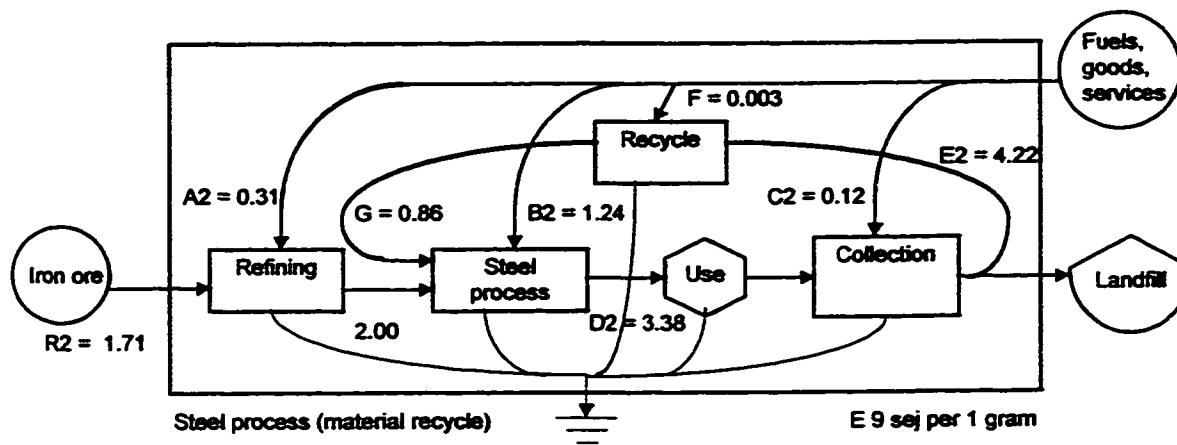 Fuels,
goods,
services
F = 0.003
Recycle
E2 = 4.22
A2 = 0.31
G = 0.86
B2 = 1.24
C2 = 0.12
Iron ore
Refining
Steel
process
Use
Collection
Landfill
R2 = 1.71
2.00
D2 = 3.38
Steel process (material recycle)
E 9 sej per 1 gram